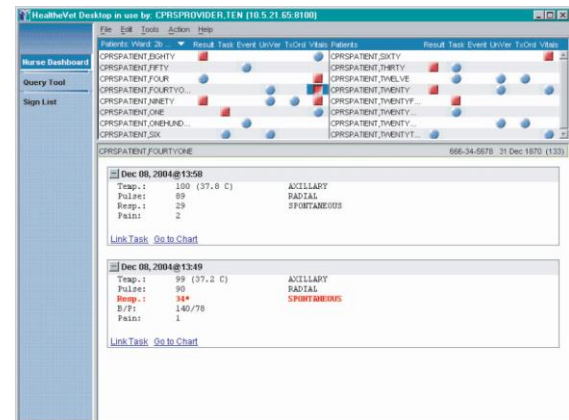 HealtheVet Desktop in use by: CPRSPROVIDER,TEN (10.5.21.65:8100)
File Edit Tools Action Help
Patients: Ward: 2b ... Result Task Event UnVer TxOrd Vitals Patients Result Task Event UnVer TxOrd Vitals
Nurse Dashboard
Query Tool
Sign List
CPRSPATIENT,EIGHTY CPRSPATIENT,SIXTY
CPRSPATIENT,FIFTY CPRSPATIENT,THIRTY
CPRSPATIENT,FOUR CPRSPATIENT,TWELVE
CPRSPATIENT,FOURTYO... CPRSPATIENT,TWENTY
CPRSPATIENT,NINETY CPRSPATIENT,TWENTYF...
CPRSPATIENT,ONE CPRSPATIENT,TWENTY...
CPRSPATIENT,ONEHUND... CPRSPATIENT,TWENTY...
CPRSPATIENT,SIX CPRSPATIENT,TWENTYT...
CPRSPATIENT,FOURTYONE 666-34-5678 31 Dec 1870 (133)
Dec 08, 2004@13:58
Temp.: 100 (37.8 C) AXILLARY
Pulse: 89 RADIAL
Resp.: 29 SPONTANEOUS
Pain: 2
Link Task Go to Chart
Dec 08, 2004@13:49
Temp.: 99 (37.2 C) AXILLARY
Pulse: 90 RADIAL
Resp.: 34* SPONTANEOUS
B/P: 140/78
Pain: 1
Link Task Go to Chart